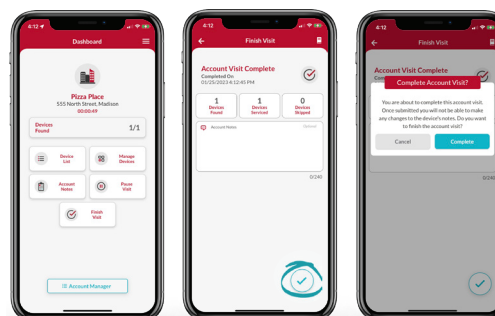 4:12
Dashboard
Pizza Place
555 North Street, Madison
00:00:49
Devices
Found
1/1
Device
List
Manage
Devices
Account
Notes
Pause
Visit
Finish
Visit
Account Manager
4:12
Finish Visit
Account Visit Complete
Completed On
01/25/2023 4:12:45 PM
1
Devices
Found
1
Devices
Serviced
0
Devices
Skipped
Account Notes
0/240
4:12
Finish Visit
Account Visit Complete
Complete Account Visit?
You are about to complete this account visit.
Once submitted you will not be able to make
any changes to the device's notes. Do you want
to finish the account visit?
Cancel
Complete
0/240